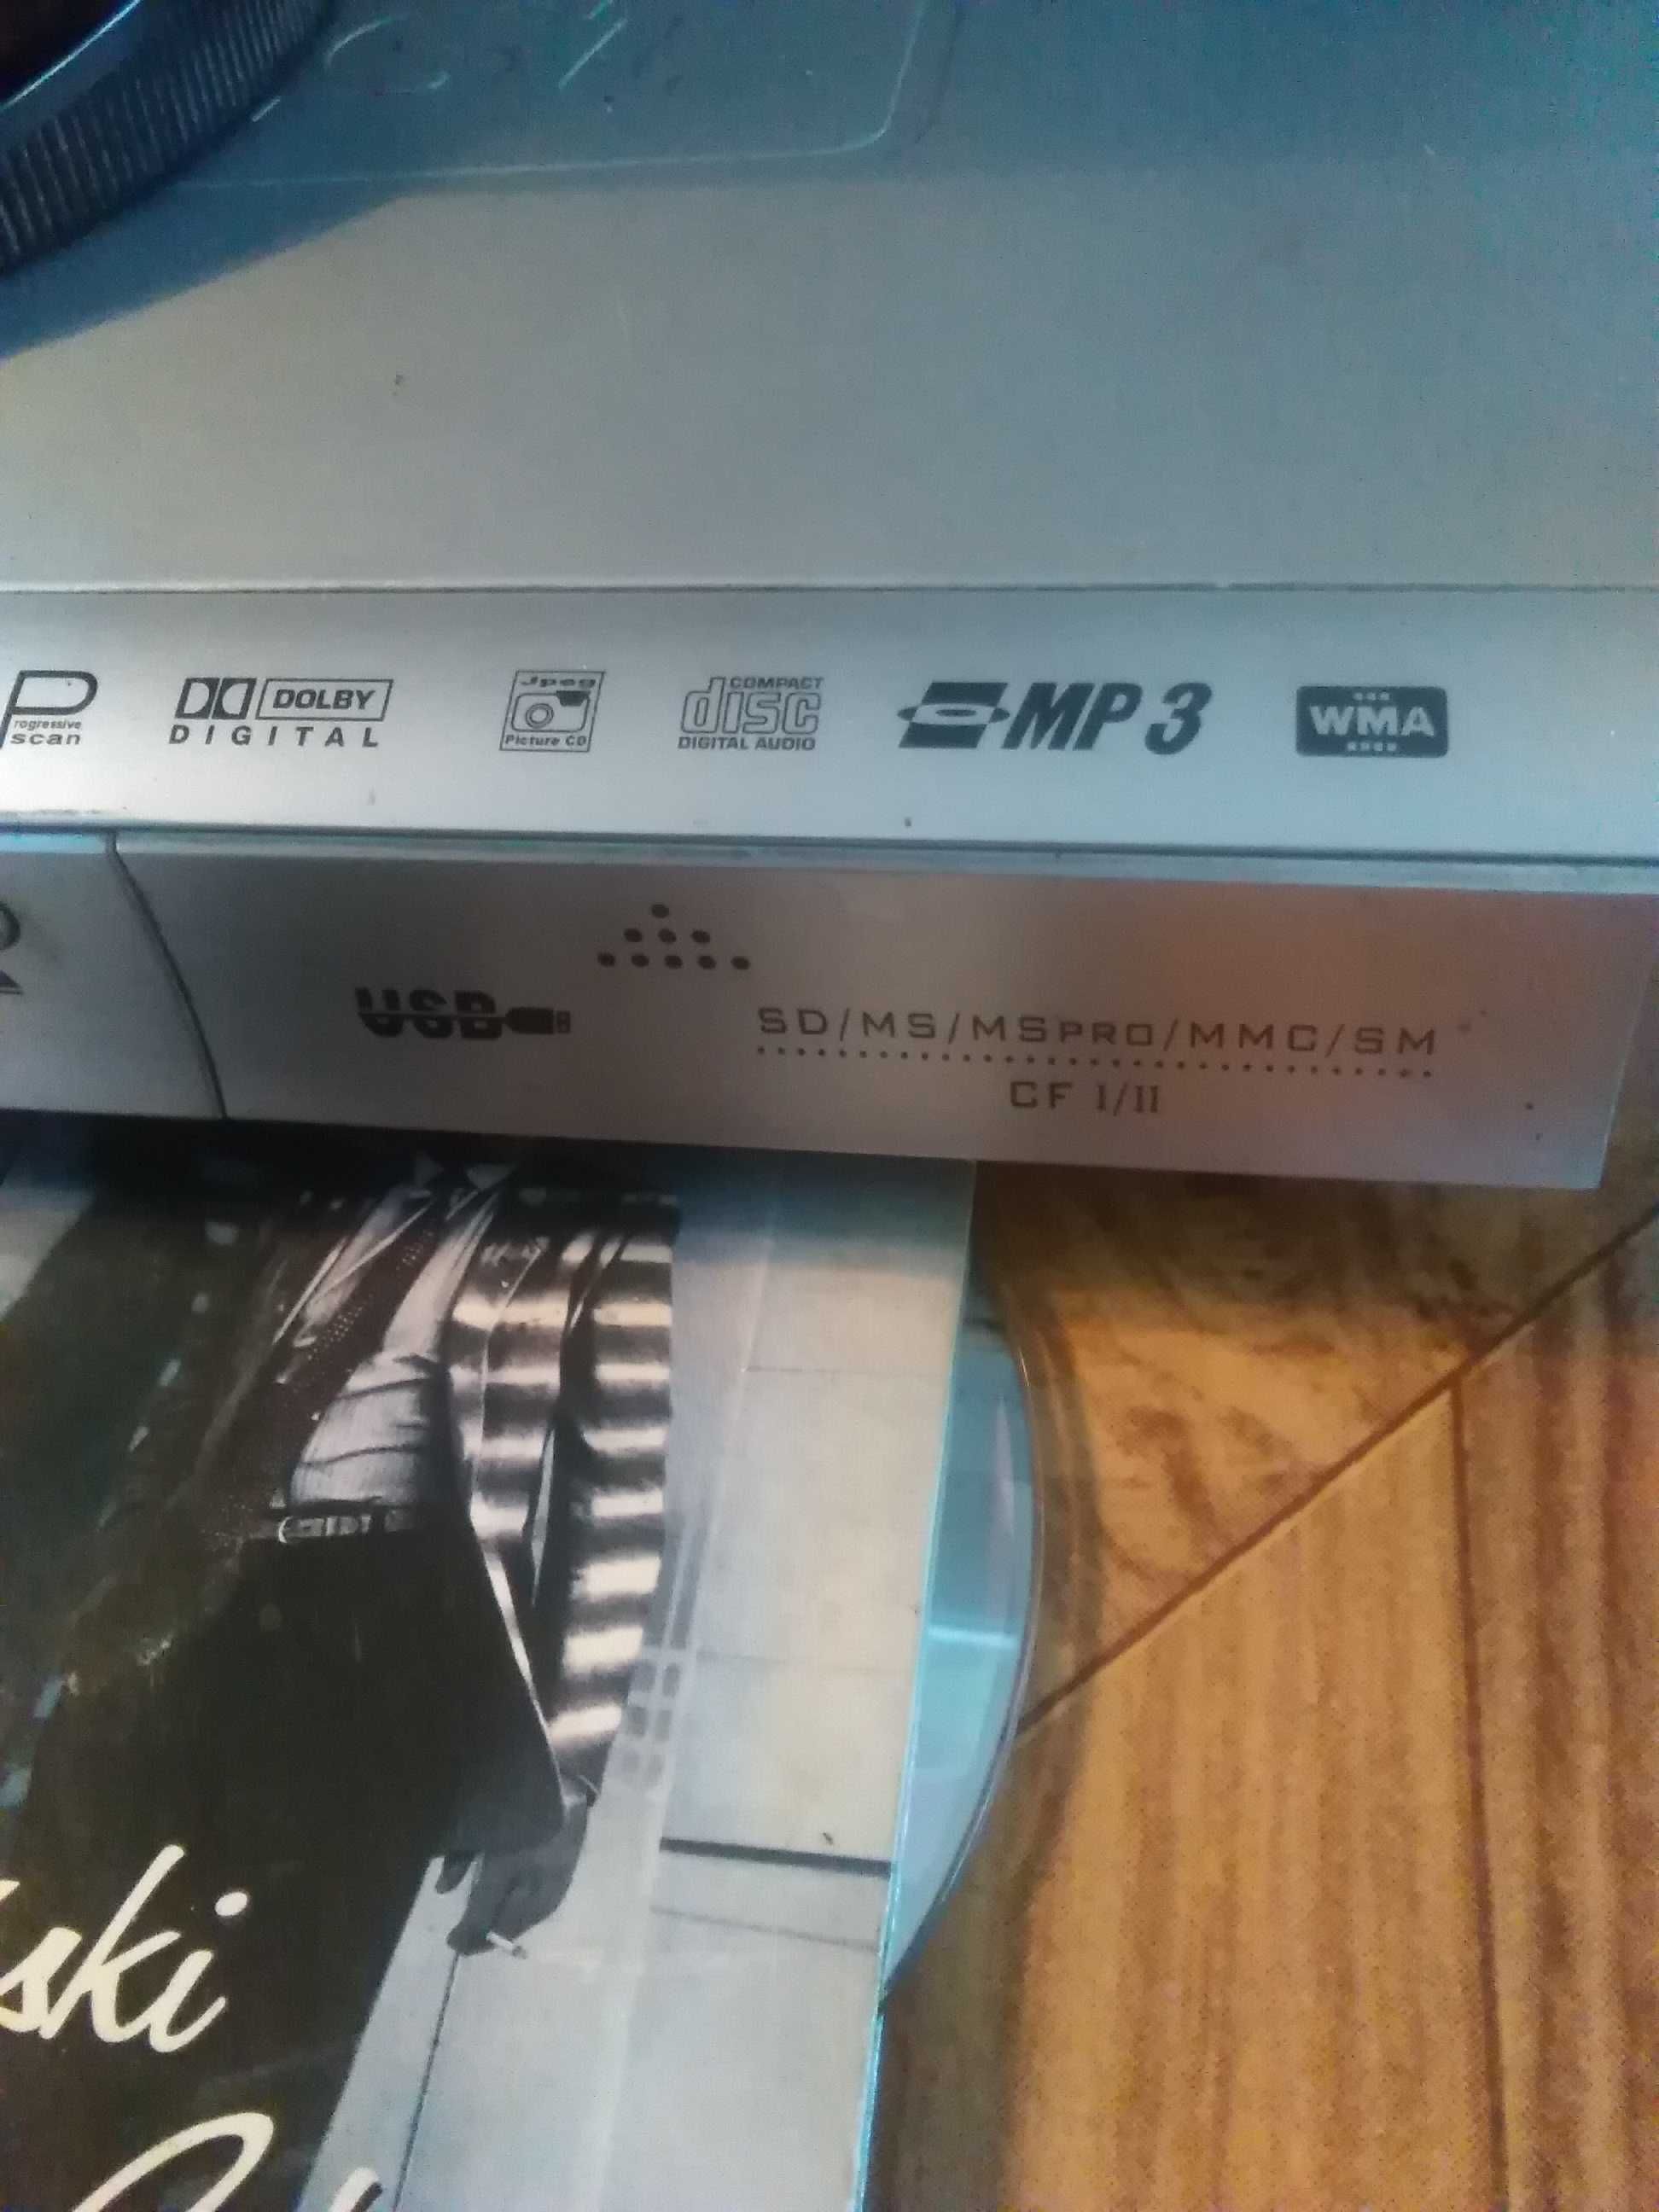 Progressive
scan
DOLBY
DIGITAL
Jpeg
Picture CD
COMPACT
disc
DIGITAL AUDIO
MP3
WMA
USB
SD/MS/MSPRO/MMC/SM
CF I/II
ski